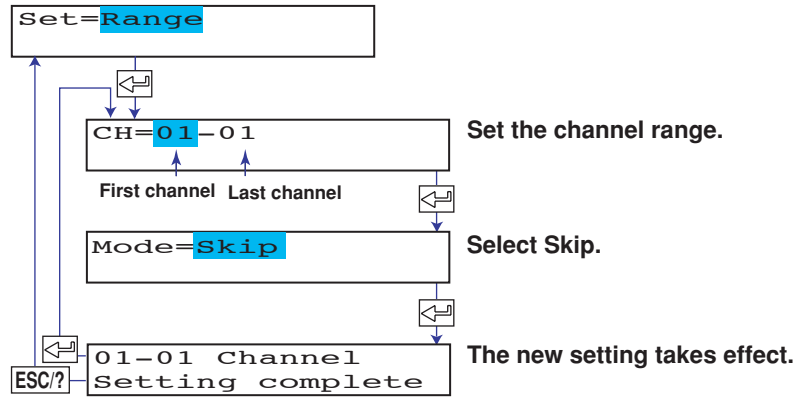 Set=Range
CH=01-01
Set the channel range.
First channel
Last channel
Mode=Skip
Select Skip.
01-01 Channel
Setting complete
The new setting takes effect.
ESC/?